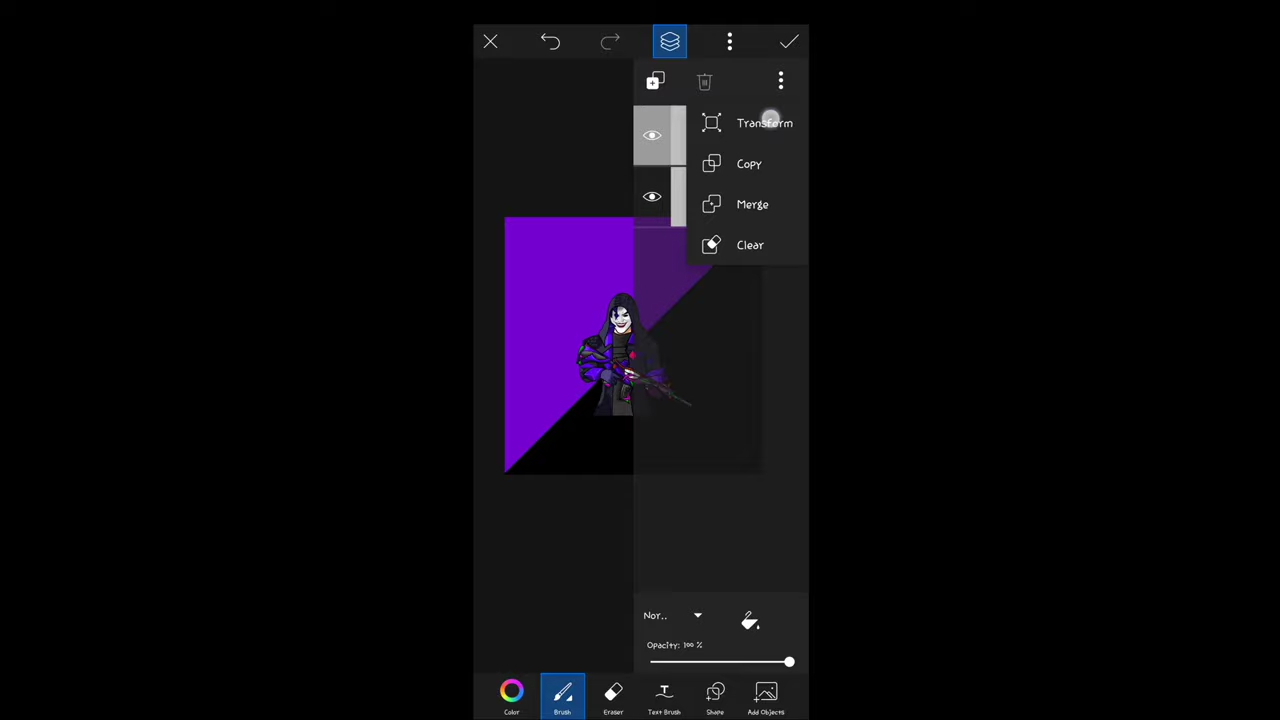 Transform
Copy
Merge
Clear
Nor..
Opacity: 100 %
Color
Brush
Eraser
Text Brush
Shape
Add Objects